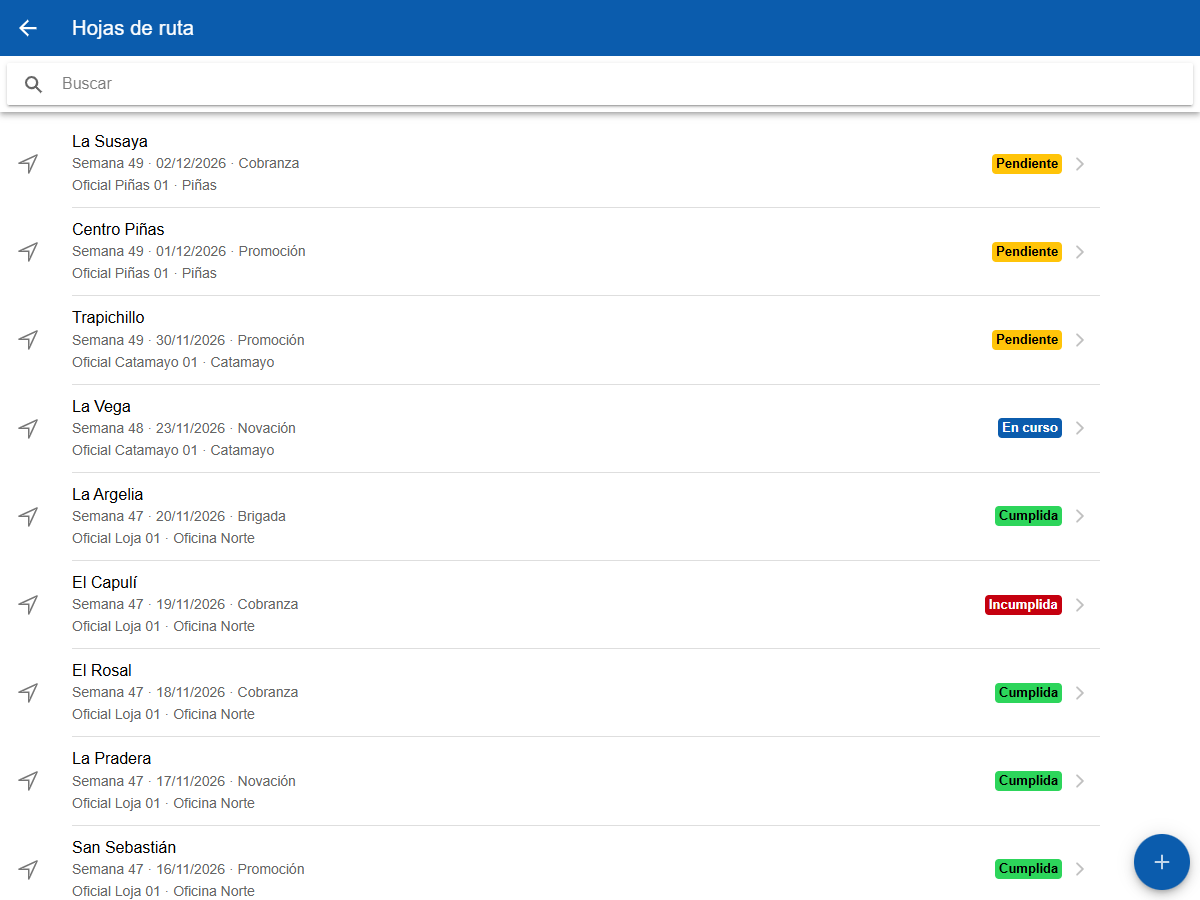 Hojas de ruta
Buscar
La Susaya
Semana 49 · 02/12/2026 · Cobranza
Oficial Piñas 01 · Piñas
Pendiente
Centro Piñas
Semana 49 · 01/12/2026 · Promoción
Oficial Piñas 01 · Piñas
Pendiente
Trapichillo
Semana 49 · 30/11/2026 · Promoción
Oficial Catamayo 01 · Catamayo
Pendiente
La Vega
Semana 48 · 23/11/2026 · Novación
Oficial Catamayo 01 · Catamayo
En curso
La Argelia
Semana 47 · 20/11/2026 · Brigada
Oficial Loja 01 · Oficina Norte
Cumplida
El Capulí
Semana 47 · 19/11/2026 · Cobranza
Oficial Loja 01 · Oficina Norte
Incumplida
El Rosal
Semana 47 · 18/11/2026 · Cobranza
Oficial Loja 01 · Oficina Norte
Cumplida
La Pradera
Semana 47 · 17/11/2026 · Novación
Oficial Loja 01 · Oficina Norte
Cumplida
San Sebastián
Semana 47 · 16/11/2026 · Promoción
Oficial Loja 01 · Oficina Norte
Cumplida